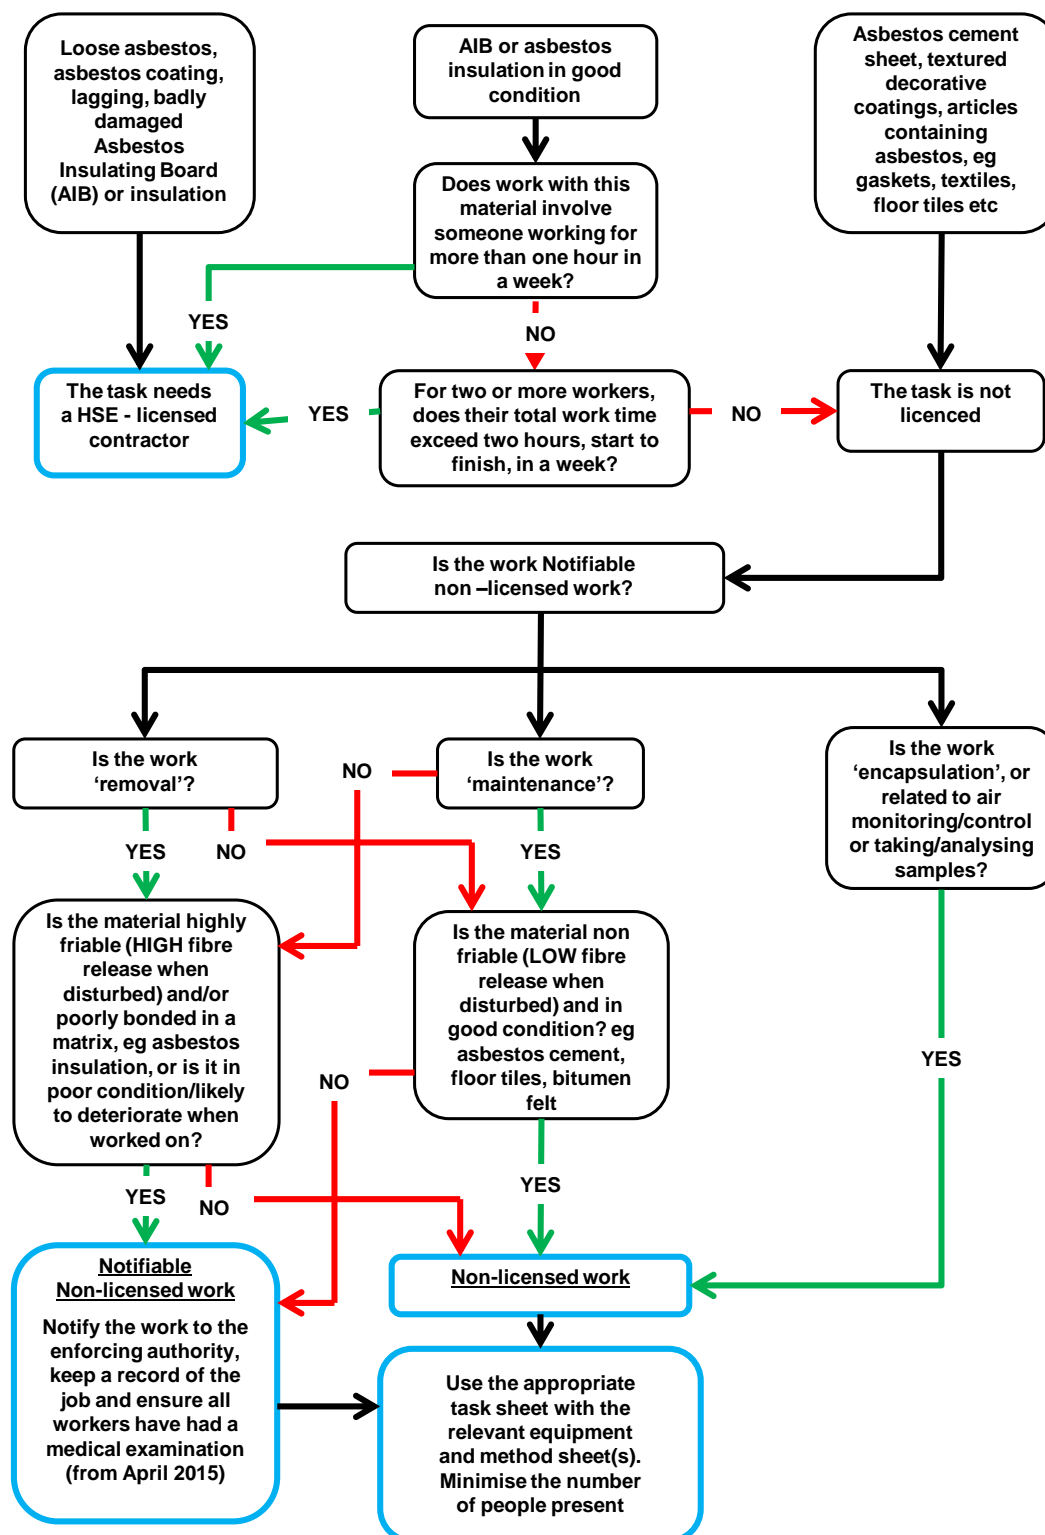 Loose asbestos,
asbestos coating,
lagging, badly
damaged
Asbestos
Insulating Board
(AIB) or insulation
AIB or asbestos
insulation in good
condition
Asbestos cement
sheet, textured
decorative
coatings, articles
containing
asbestos, eg
gaskets, textiles,
floor tiles etc
Does work with this
material involve
someone working for
more than one hour in
a week?
YES
NO
The task needs
a HSE - licensed
contractor
YES
For two or more workers,
does their total work time
exceed two hours, start to
finish, in a week?
NO
The task is not
licenced
Is the work Notifiable
non –licensed work?
Is the work
‘removal’?
NO
Is the work
‘maintenance’?
Is the work
‘encapsulation’, or
related to air
monitoring/control
or taking/analysing
samples?
YES
NO
YES
Is the material highly
friable (HIGH fibre
release when
disturbed) and/or
poorly bonded in a
matrix, eg asbestos
insulation, or is it in
poor condition/likely
to deteriorate when
worked on?
Is the material non
friable (LOW fibre
release when
disturbed) and in
good condition? eg
asbestos cement,
floor tiles, bitumen
felt
NO
YES
YES
NO
YES
Notifiable
Non-licensed work
Notify the work to the
enforcing authority,
keep a record of the
job and ensure all
workers have had a
medical examination
(from April 2015)
Non-licensed work
Use the appropriate
task sheet with the
relevant equipment
and method sheet(s).
Minimise the number
of people present